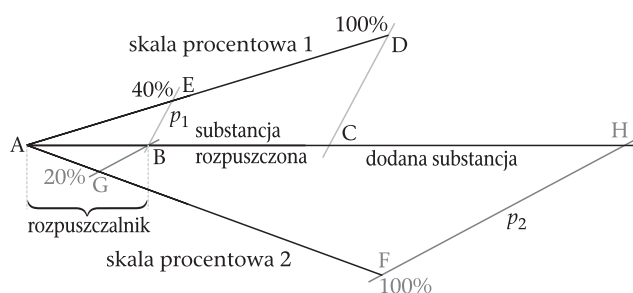 100%
skala procentowa 1
D
40%
E
p₁
substancja
C
H
A
B
rozpuszczona
dodana substancja
20%
G
rozpuszczalnik
p₂
skala procentowa 2
F
100%